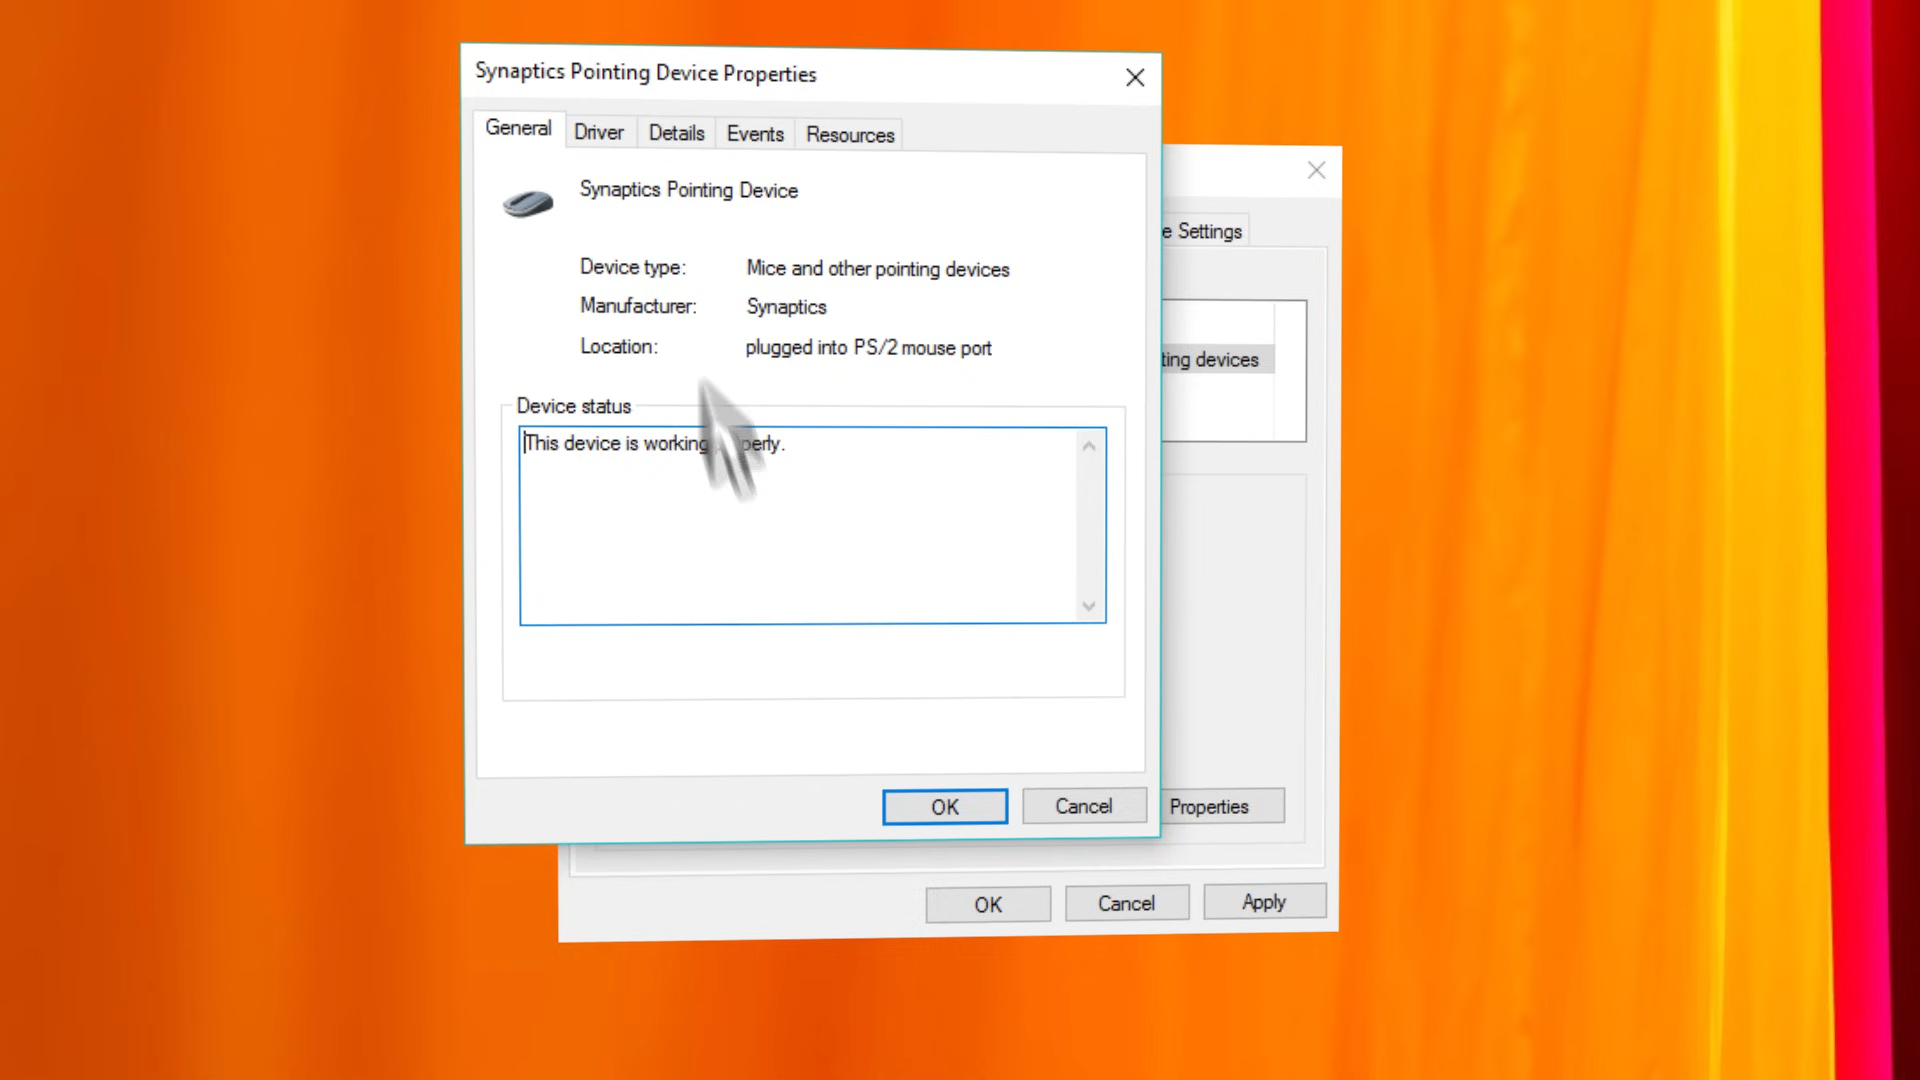 Synaptics Pointing Device Properties
General Driver Details Events Resources
Synaptics Pointing Device
Device type: Mice and other pointing devices
Manufacturer: Synaptics
Location: plugged into PS/2 mouse port
Device status
This device is working
OK Cancel
e Settings
ting devices
Properties
OK Cancel Apply